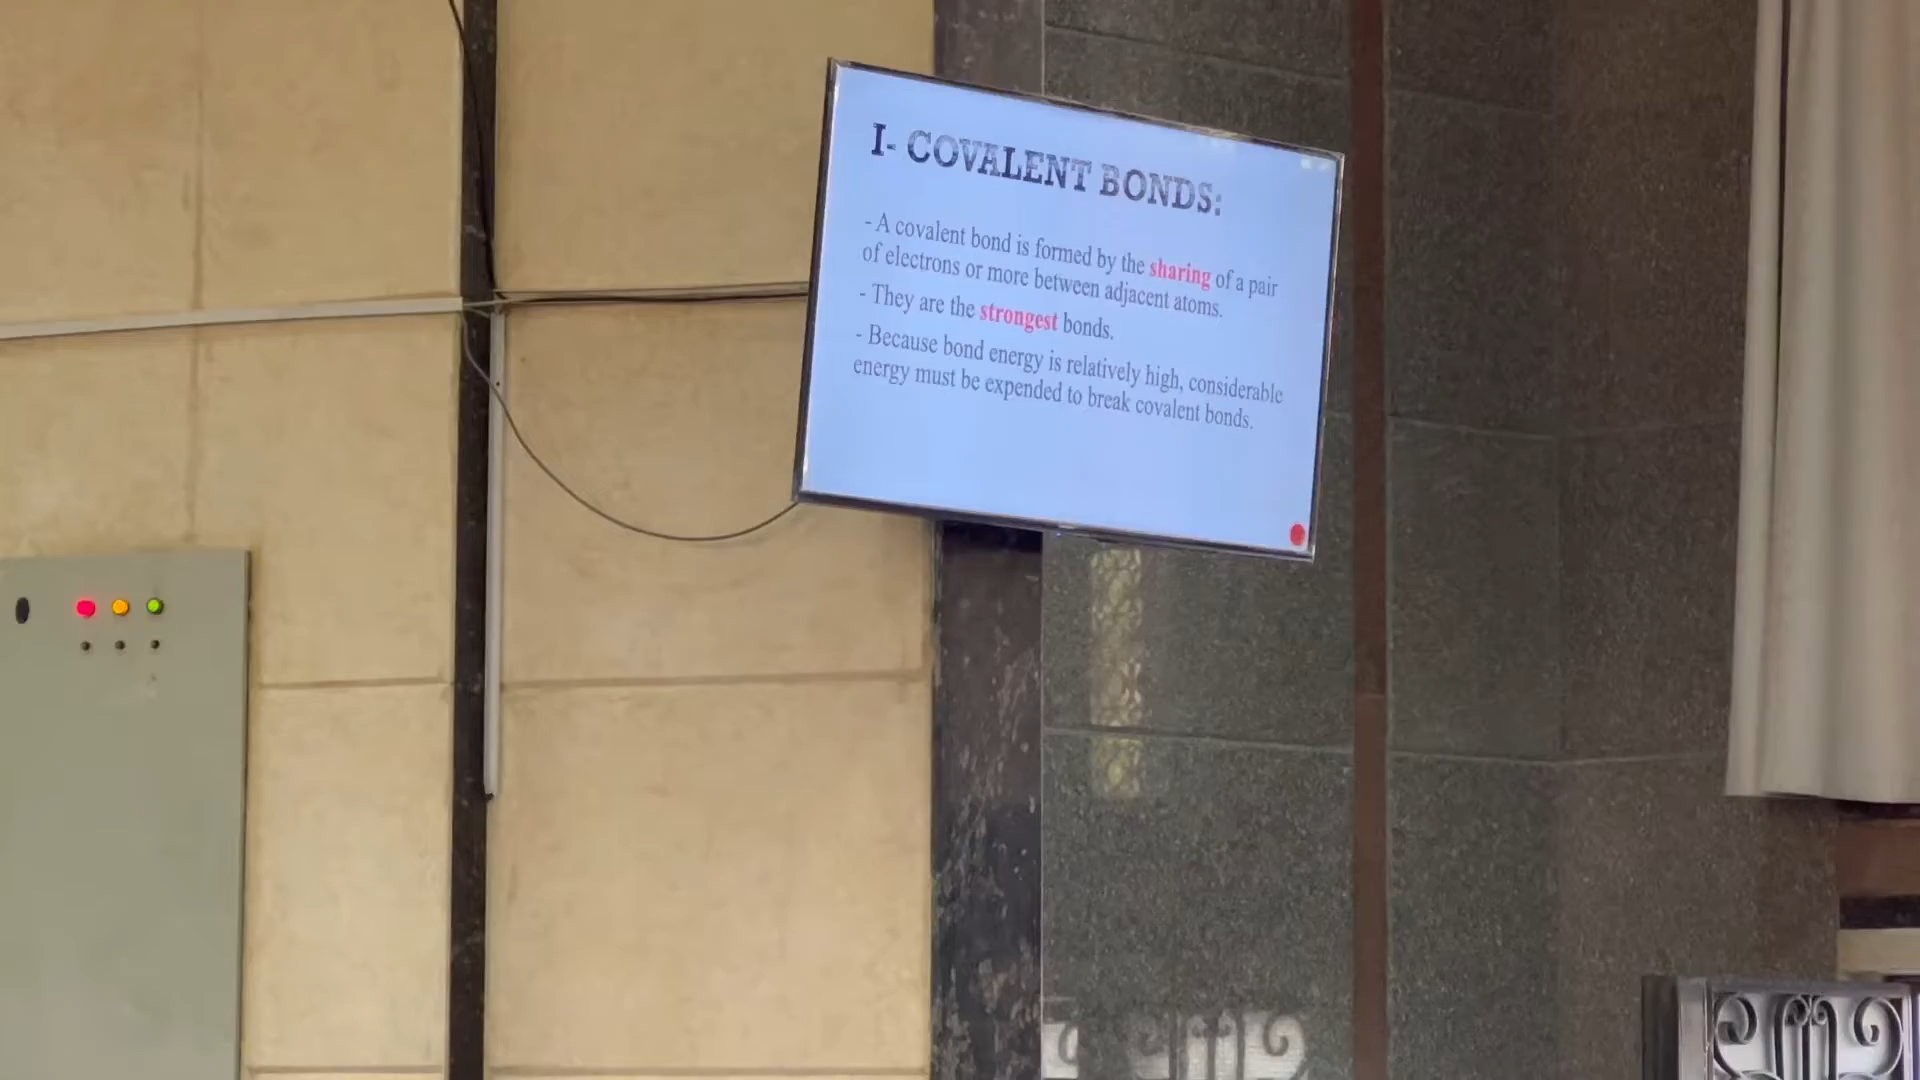 I- COVALENT BONDS:
- A covalent bond is formed by the sharing of a pair
of electrons or more between adjacent atoms.
- They are the strongest bonds.
- Because bond energy is relatively high, considerable
energy must be expended to break covalent bonds.